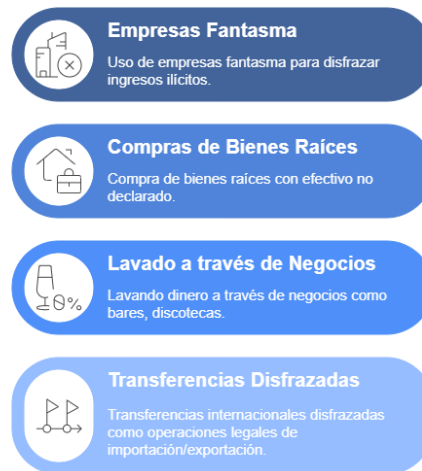 Empresas Fantasma
Uso de empresas fantasma para disfrazar
ingresos ilícitos.
Compras de Bienes Raíces
Compra de bienes raíces con efectivo no
declarado.
Lavado a través de Negocios
Lavando dinero a través de negocios como
bares, discotecas.
0%
Transferencias Disfrazadas
Transferencias internacionales disfrazadas
como operaciones legales de
importación/exportación.